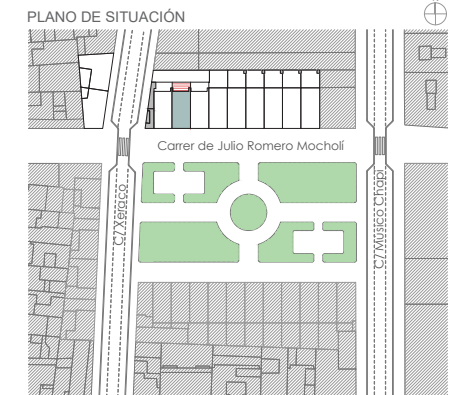 PLANO DE SITUACIÓN
Carrer de Julio Romero Mocholí
C/ Xeraco
C/ Músico Chapí